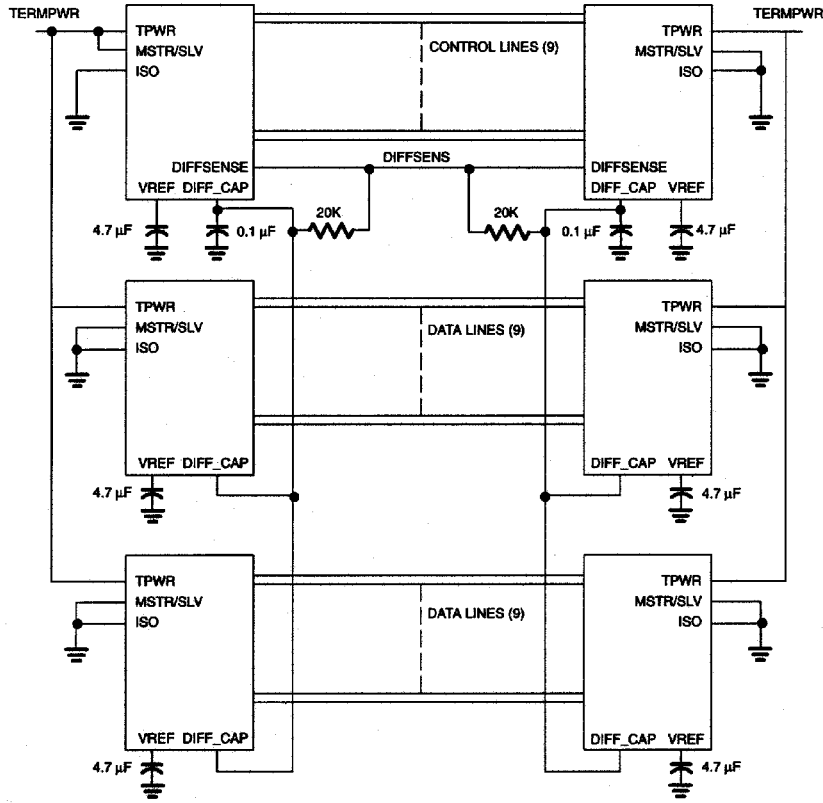 TERMPWR
TERMPWR
TPWR
MSTR/SLV
ISO
CONTROL LINES (9)
TPWR
MSTR/SLV
ISO
DIFFSENSE
DIFFSENS
DIFFSENSE
VREF DIFF_CAP
DIFF_CAP VREF
4.7 µF
0.1 µF
20K
20K
0.1 µF
4.7 µF
TPWR
MSTR/SLV
ISO
DATA LINES (9)
TPWR
MSTR/SLV
ISO
VREF DIFF_CAP
DIFF_CAP VREF
4.7 µF
4.7 µF
TPWR
MSTR/SLV
ISO
DATA LINES (9)
TPWR
MSTR/SLV
ISO
VREF DIFF_CAP
DIFF_CAP VREF
4.7 µF
4.7 µF